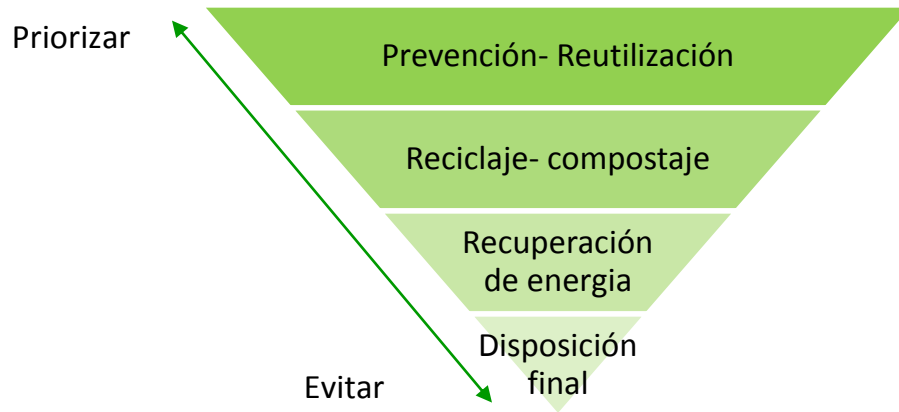 Priorizar
Prevención- Reutilización
Reciclaje- compostaje
Recuperación
de energia
Disposición
final
Evitar